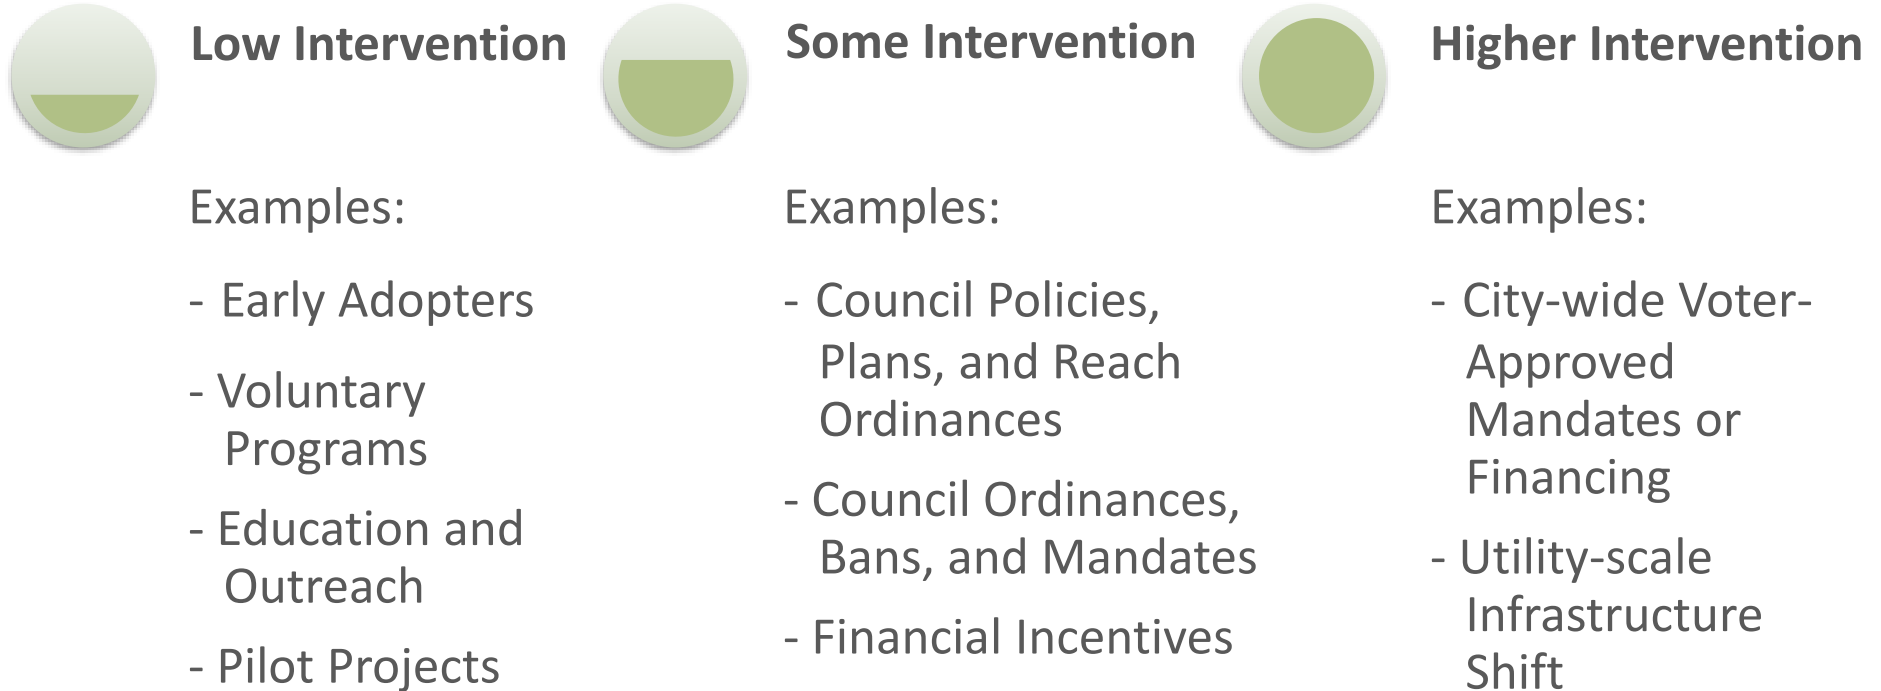 Low Intervention
Examples:
- Early Adopters
- Voluntary
Programs
- Education and
Outreach
- Pilot Projects
Some Intervention
Examples:
- Council Policies,
Plans, and Reach
Ordinances
- Council Ordinances,
Bans, and Mandates
- Financial Incentives
Higher Intervention
Examples:
- City-wide Voter-
Approved
Mandates or
Financing
- Utility-scale
Infrastructure
Shift